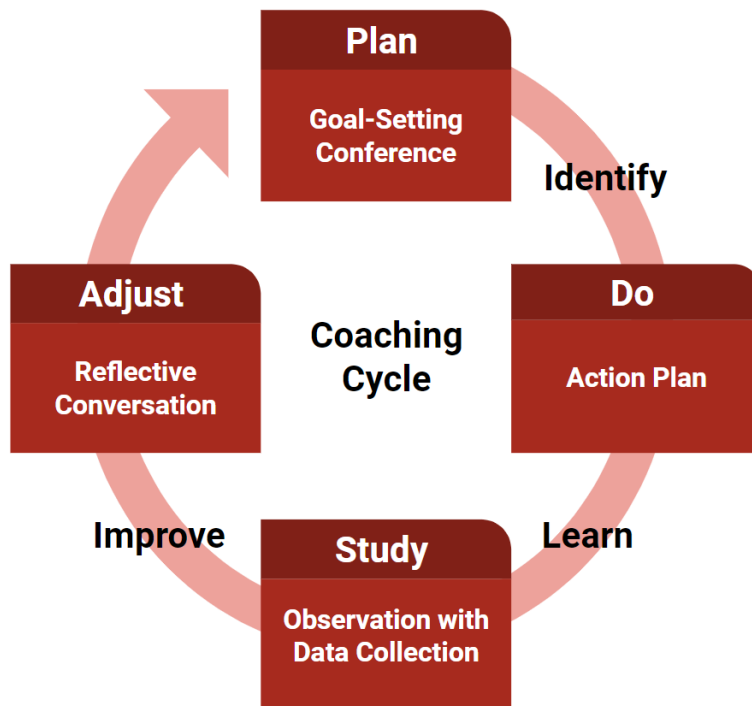 Plan
Goal-Setting
Conference
Identify
Do
Action Plan
Learn
Study
Observation with
Data Collection
Improve
Adjust
Reflective
Conversation
Coaching
Cycle